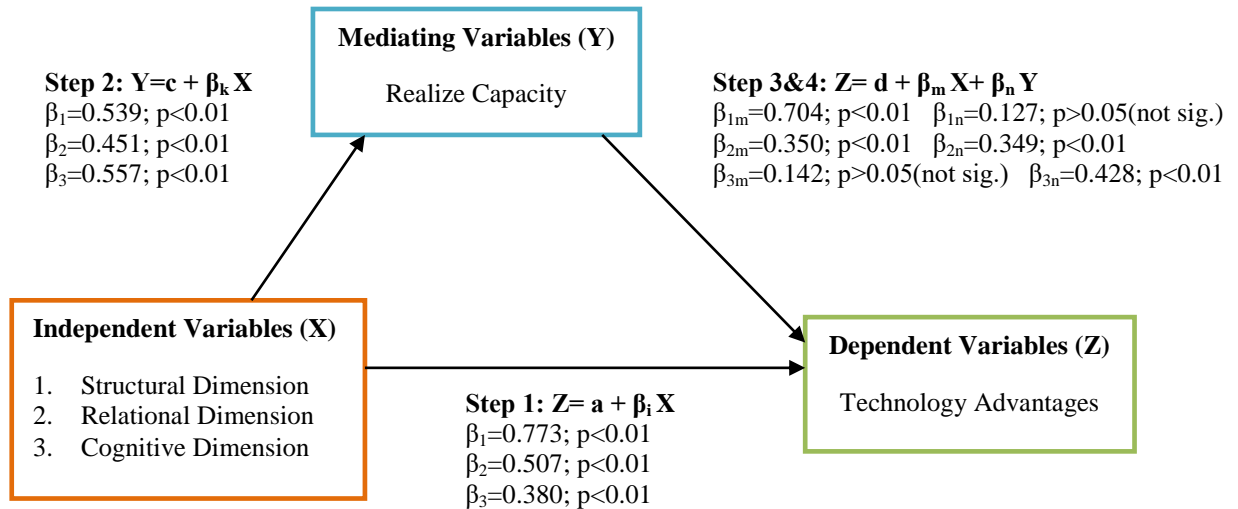 Mediating Variables (Y)
Realize Capacity
Step 2: Y=c + βₖ X
β₁=0.539; p<0.01
β₂=0.451; p<0.01
β₃=0.557; p<0.01
Step 3&4: Z= d + βₘ X+ βₙ Y
β₁ₘ=0.704; p<0.01 β₁ₙ=0.127; p>0.05(not sig.)
β₂ₘ=0.350; p<0.01 β₂ₙ=0.349; p<0.01
β₃ₘ=0.142; p>0.05(not sig.) β₃ₙ=0.428; p<0.01
Independent Variables (X)
1. Structural Dimension
2. Relational Dimension
3. Cognitive Dimension
Step 1: Z= a + βᵢ X
β₁=0.773; p<0.01
β₂=0.507; p<0.01
β₃=0.380; p<0.01
Dependent Variables (Z)
Technology Advantages